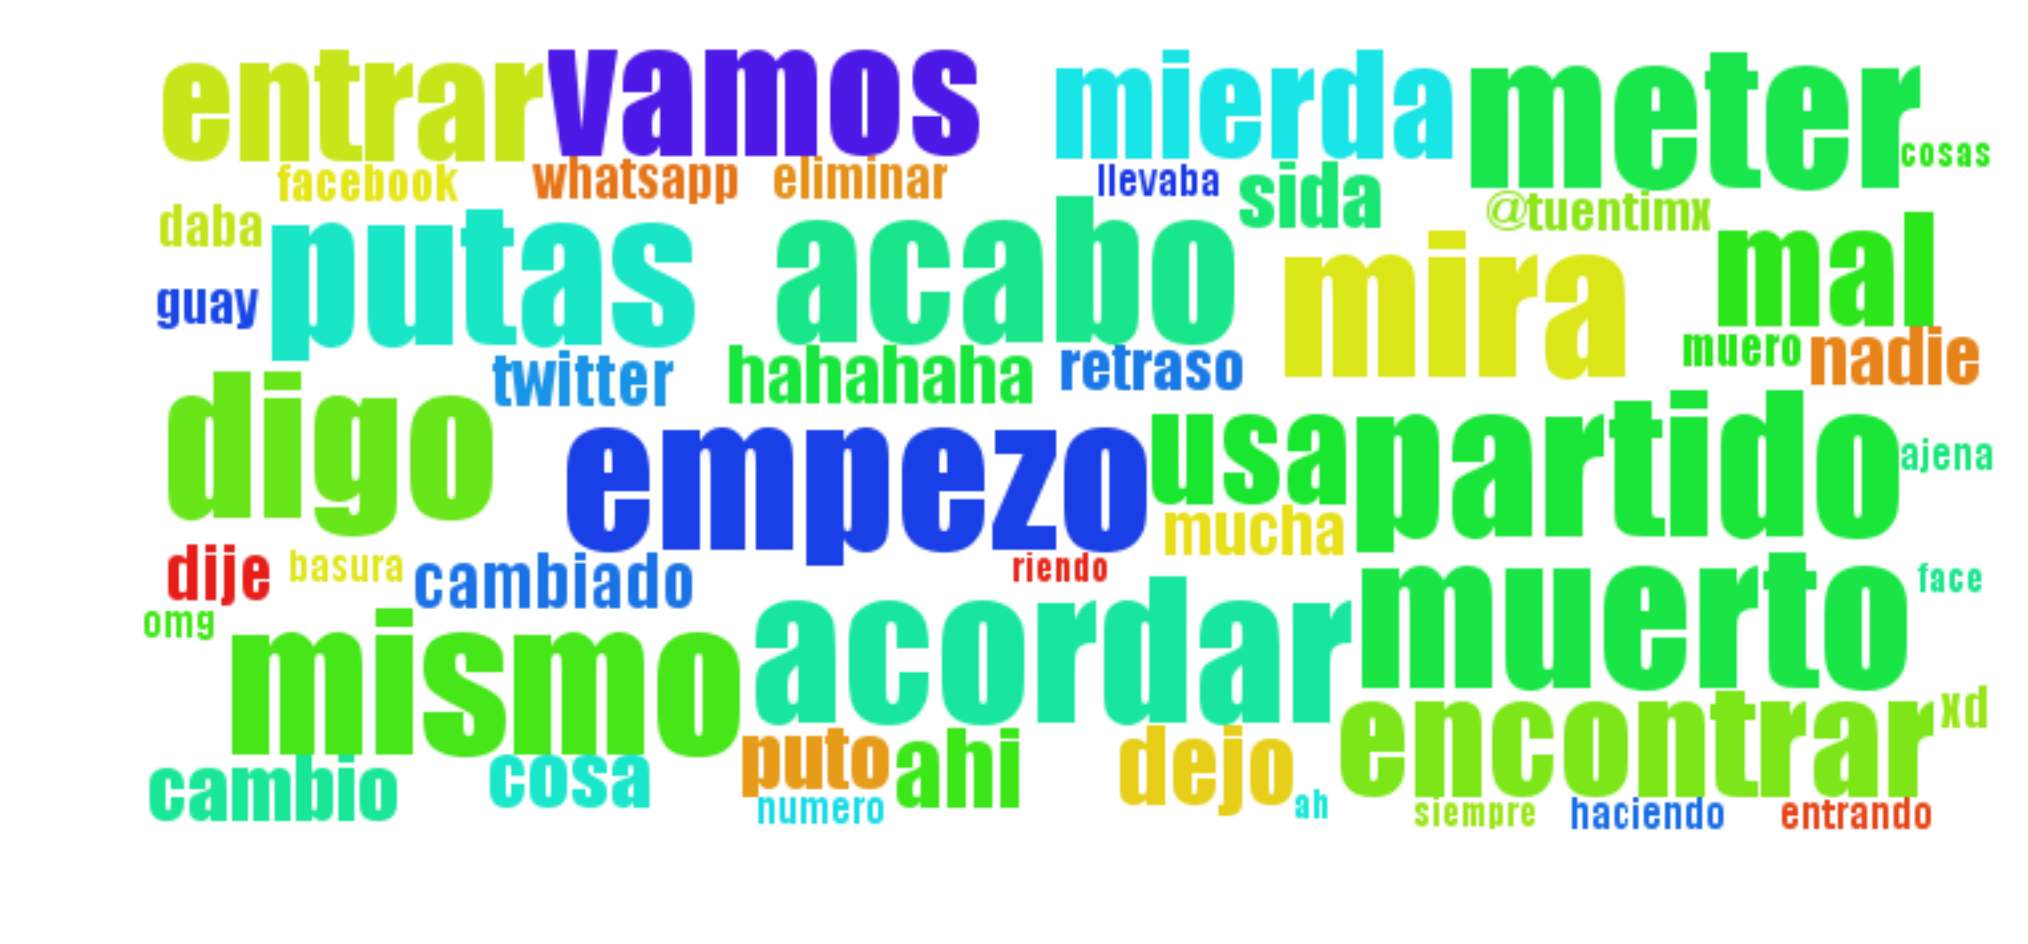 entrar vamos mierda meter cosas
facebook whatsapp eliminar llevaba sida @tuentimx
daba putas acabo mira mal
guay muero nadie
twitter hahahaha retraso
digo empezo usa partido ajena
mucha
dije basura cambiado riendo muerto face
omg mismo acordar encontrar xd
cambio cosa puto ahi dejo
numero ah siempre haciendo entrando